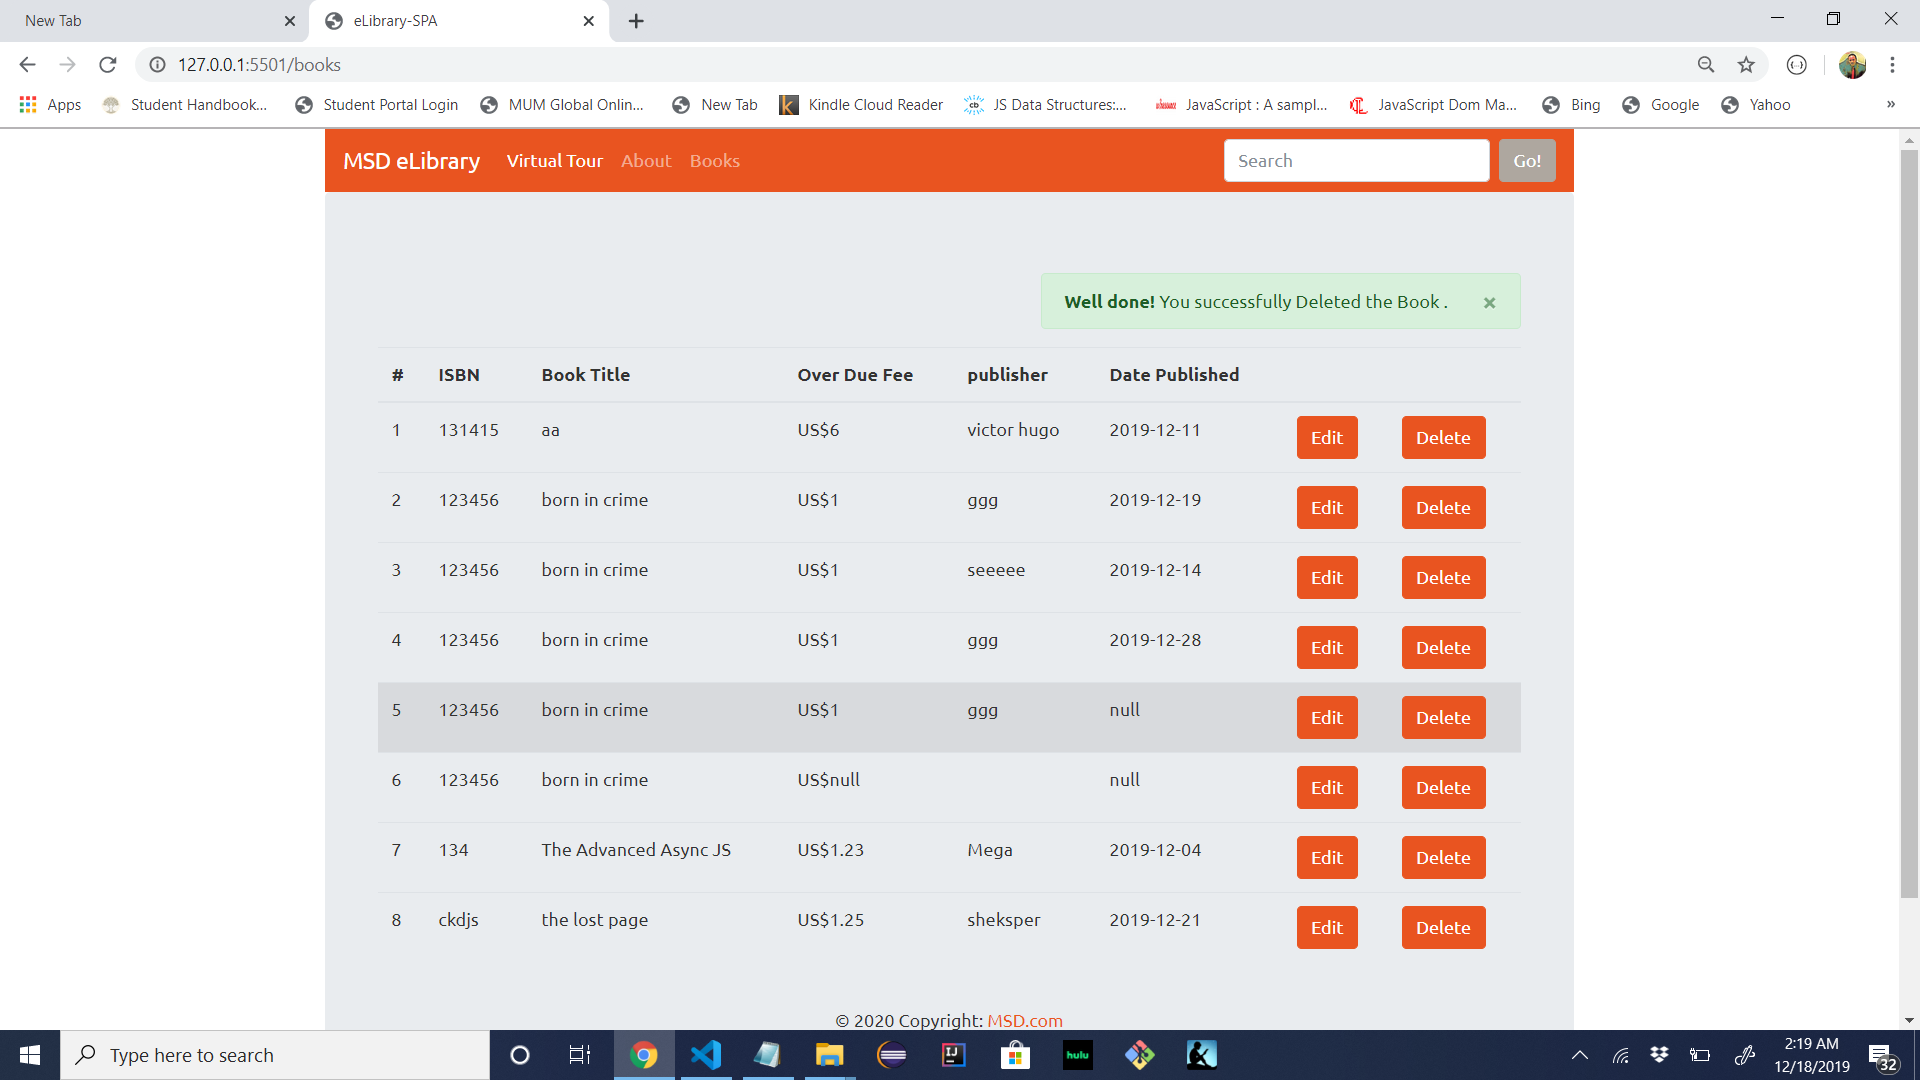 New Tab
eLibrary-SPA
127.0.0.1:5501/books
Apps Student Handbook... Student Portal Login MUM Global Onlin... New Tab Kindle Cloud Reader JS Data Structures:... JavaScript : A sampl... JavaScript Dom Ma... Bing Google Yahoo »
MSD eLibrary Virtual Tour About Books Search Go!
Well done! You successfully Deleted the Book . ×
# ISBN Book Title Over Due Fee publisher Date Published
1 131415 aa US$6 victor hugo 2019-12-11 Edit Delete
2 123456 born in crime US$1 ggg 2019-12-19 Edit Delete
3 123456 born in crime US$1 seeeee 2019-12-14 Edit Delete
4 123456 born in crime US$1 ggg 2019-12-28 Edit Delete
5 123456 born in crime US$1 ggg null Edit Delete
6 123456 born in crime US$null null Edit Delete
7 134 The Advanced Async JS US$1.23 Mega 2019-12-04 Edit Delete
8 ckdjs the lost page US$1.25 sheksper 2019-12-21 Edit Delete
© 2020 Copyright: MSD.com
Type here to search
cb
IJ
hulu
2:19 AM
12/18/2019
32